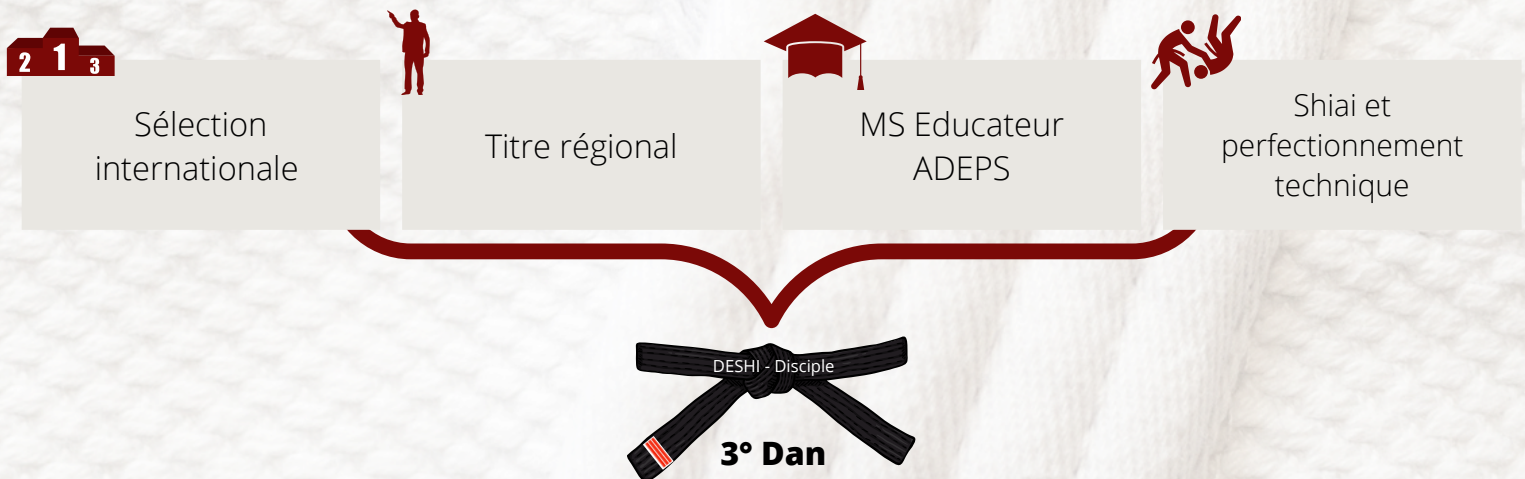 2 1 3
Sélection
internationale
Titre régional
MS Educateur
ADEPS
Shiai et
perfectionnement
technique
DESHI - Disciple
3° Dan